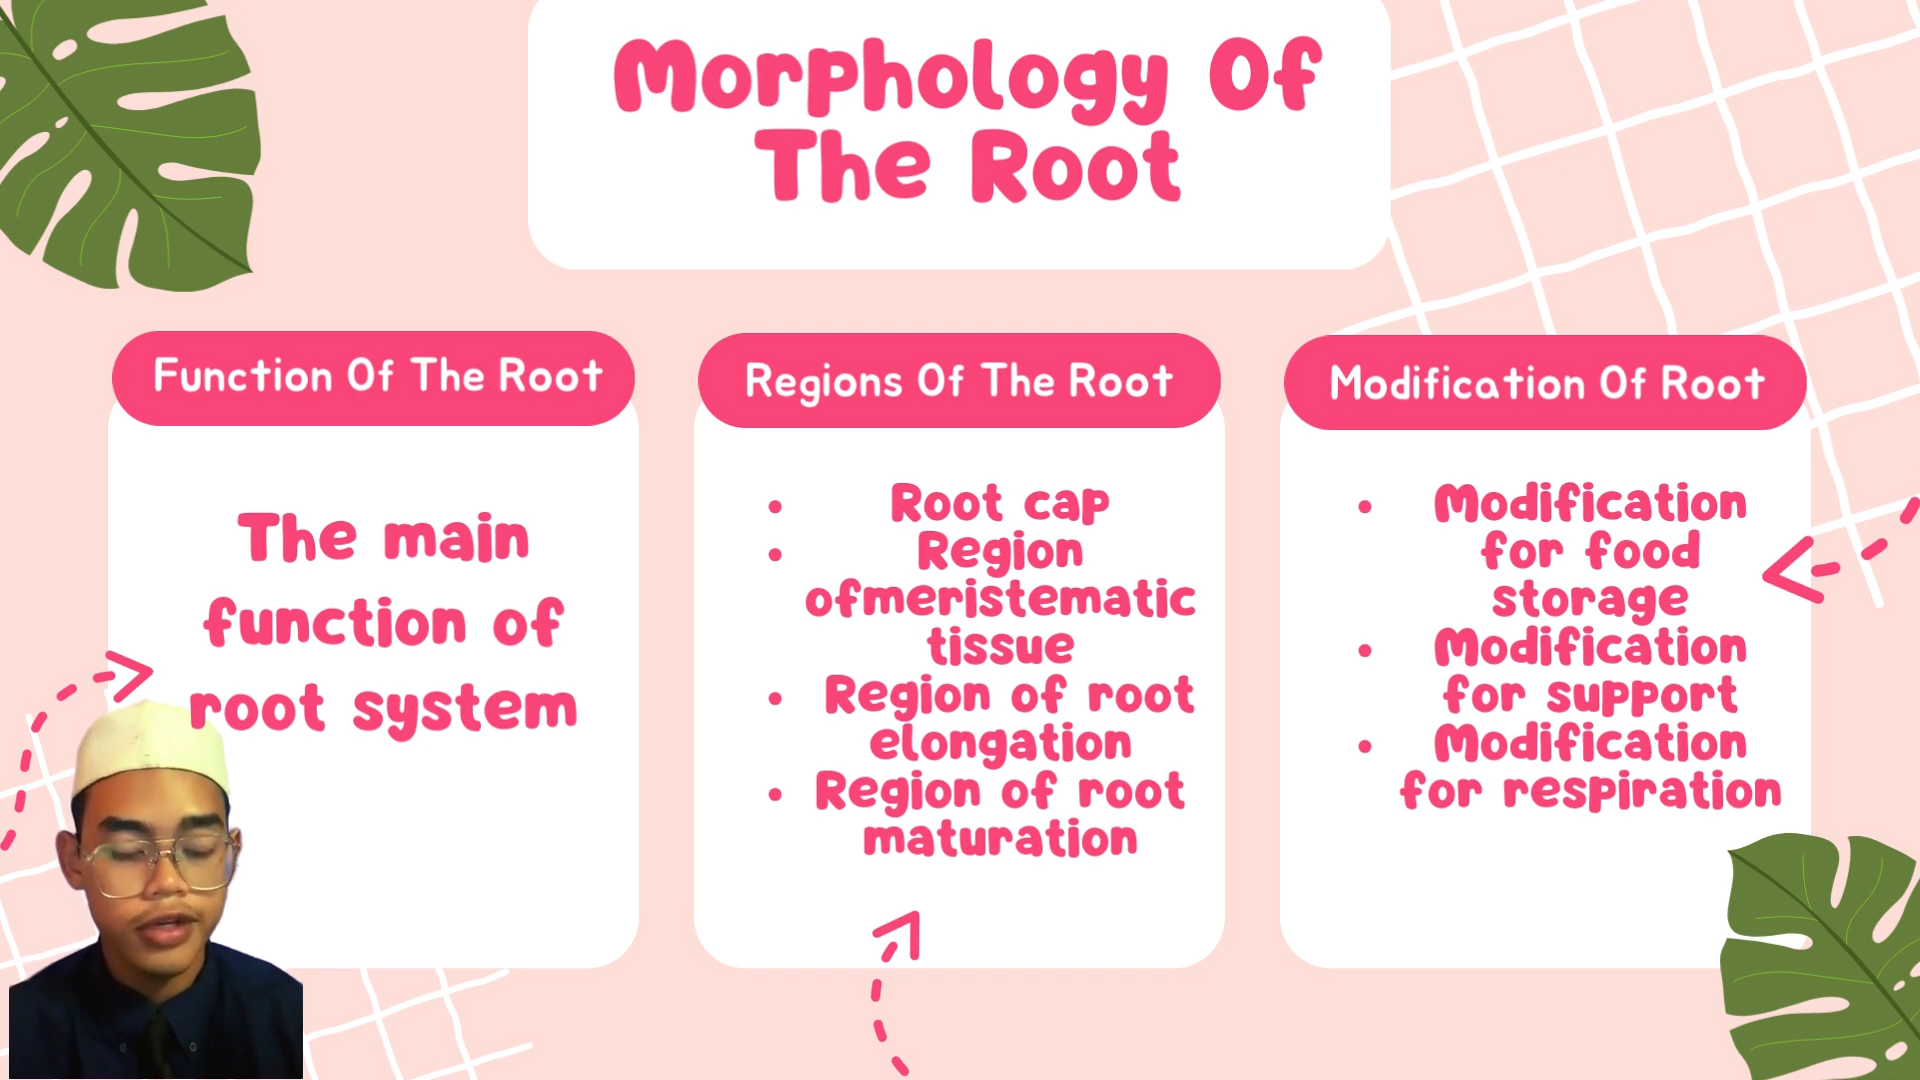 Morphology Of
The Root
Function Of The Root
The main
function of
root system
Regions Of The Root
• Root cap
• Region
ofmeristematic
tissue
• Region of root
elongation
• Region of root
maturation
Modification Of Root
• Modification
for food
storage
• Modification
for support
• Modification
for respiration